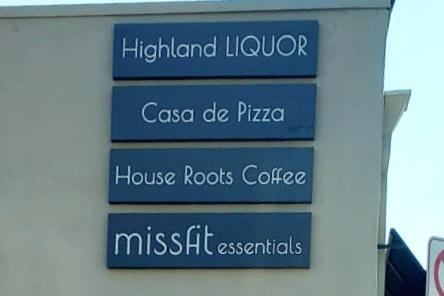 Highland LIQUOR
Casa de Pizza
House Roots Coffee
missfit essentials